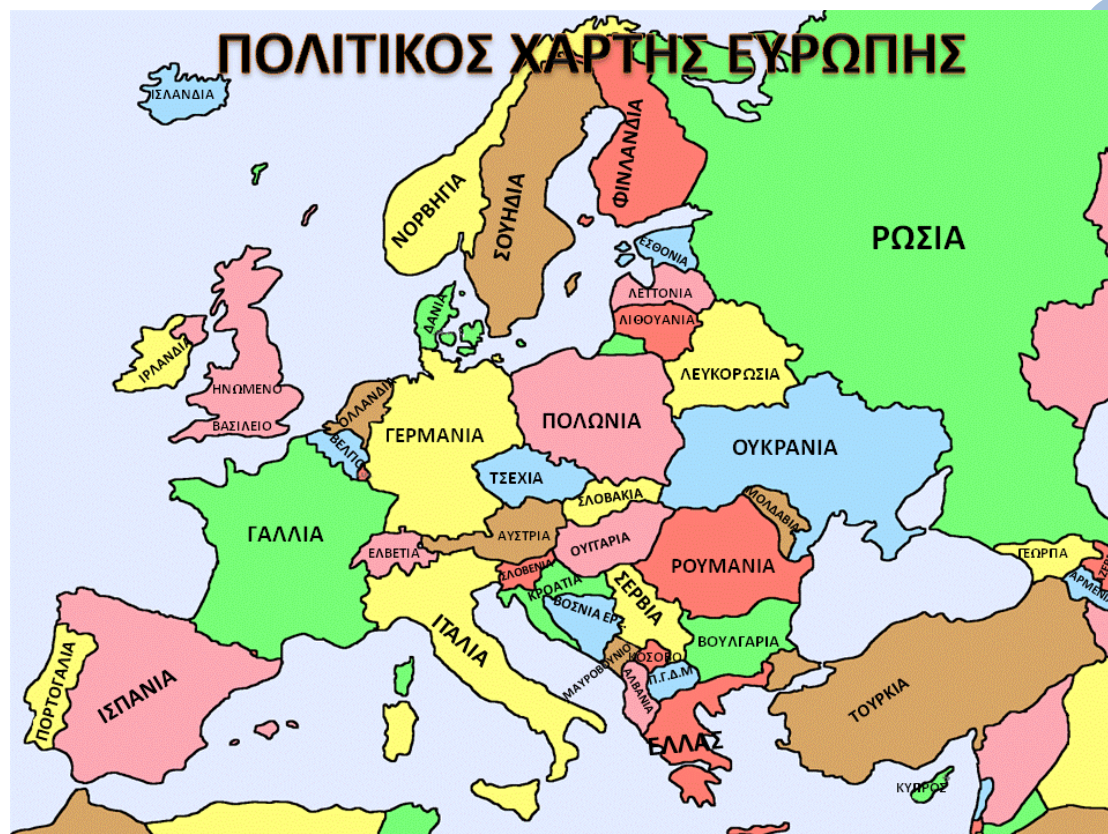 ΠΟΛΙΤΙΚΟΣ ΧΑΡΤΗΣ ΕΥΡΩΠΗΣ
ΙΣΛΑΝΔΙΑ
ΝΟΡΒΗΓΙΑ
ΣΟΥΗΔΙΑ
ΦΙΝΛΑΝΔΙΑ
ΡΩΣΙΑ
ΕΣΘΟΝΙΑ
ΛΕΤΤΟΝΙΑ
ΛΙΘΟΥΑΝΙΑ
ΔΑΝΙΑ
ΙΡΛΑΝΔΙΑ
ΗΝΩΜΕΝΟ
ΒΑΣΙΛΕΙΟ
ΛΕΥΚΟΡΩΣΙΑ
ΟΛΛΑΝΔΙΑ
ΒΕΛΓΙΟ
ΓΕΡΜΑΝΙΑ
ΠΟΛΩΝΙΑ
ΟΥΚΡΑΝΙΑ
ΤΣΕΧΙΑ
ΣΛΟΒΑΚΙΑ
ΜΟΛΔΑΒΙΑ
ΓΑΛΛΙΑ
ΕΛΒΕΤΙΑ
ΑΥΣΤΡΙΑ
ΟΥΓΓΑΡΙΑ
ΡΟΥΜΑΝΙΑ
ΓΕΩΡΓΙΑ
ΑΖΕΡ
ΑΡΜΕΝΙ
ΣΛΟΒΕΝΙΑ
ΚΡΟΑΤΙΑ
ΒΟΣΝΙΑ ΕΡΖ
ΣΕΡΒΙΑ
ΙΤΑΛΙΑ
ΒΟΥΛΓΑΡΙΑ
ΜΑΥΡΟΒΟΥΝΙΟ
ΚΟΣΟΒΟ
Π.Γ.Δ.Μ
ΑΛΒΑΝΙΑ
ΠΟΡΤΟΓΑΛΙΑ
ΙΣΠΑΝΙΑ
ΕΛΛΑΣ
ΤΟΥΡΚΙΑ
ΚΥΠΡΟΣ